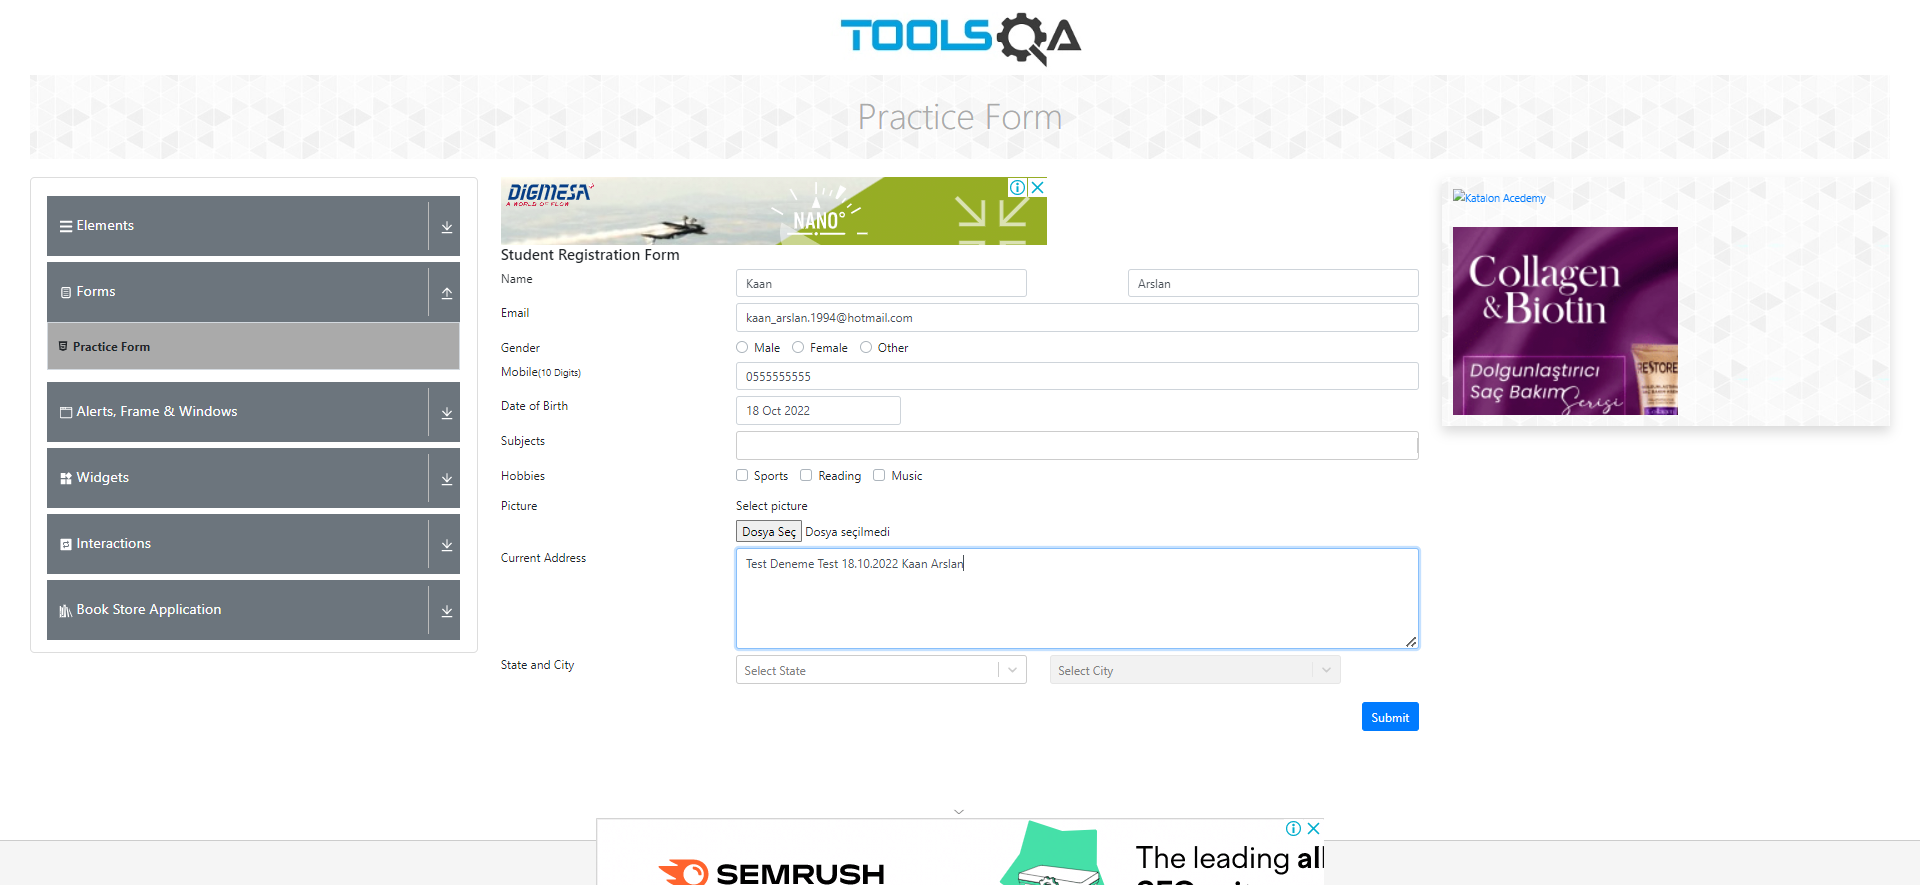 TOOLSQA
Practice Form
Elements
Forms
Practice Form
Alerts, Frame & Windows
Widgets
Interactions
Book Store Application
DIGMESA
A WORLD OF FLOW
NANO°
Student Registration Form
Name
Kaan
Arslan
Email
kaan_arslan.1994@hotmail.com
Gender
Male Female Other
Mobile(10 Digits)
0555555555
Date of Birth
18 Oct 2022
Subjects
Hobbies
Sports Reading Music
Picture
Select picture
Dosya Seç Dosya seçilmedi
Current Address
Test Deneme Test 18.10.2022 Kaan Arslan
State and City
Select State
Select City
Submit
Katalon Acedemy
Collagen
& Biotin
Dolgunlaştırıcı
Saç Bakım
Serisi
RESTORE
SEMRUSH
The leading all